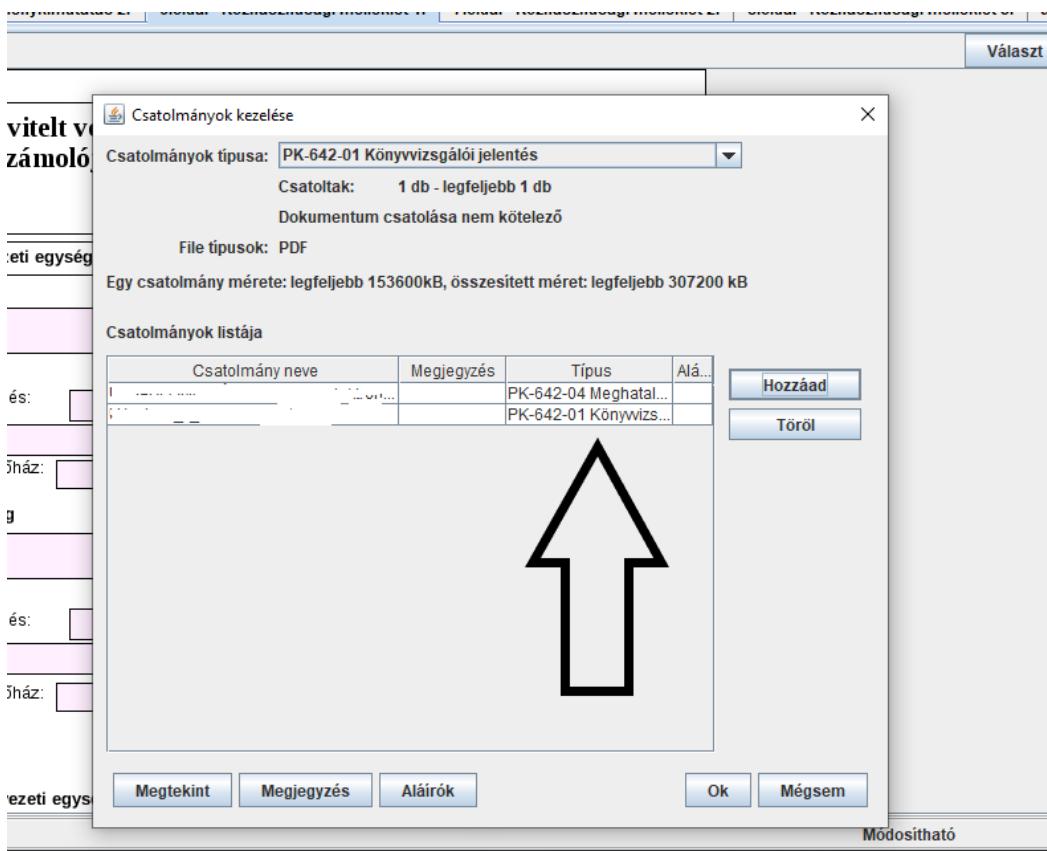 Választ
vitelt v
zámoló
Csatolmányok kezelése
Csatolmányok típusa: PK-642-01 Könyvvizsgálói jelentés
Csatoltak: 1 db - legfeljebb 1 db
Dokumentum csatolása nem kötelező
File típusok: PDF
eti egység
Egy csatolmány mérete: legfeljebb 153600kB, összesített méret: legfeljebb 307200 kB
Csatolmányok listája
Csatolmány neve Megjegyzés Típus Alá...
PK-642-04 Meghatal...
PK-642-01 Könyvvizs...
Hozzáad
Töröl
és:
őház:
g
és:
őház:
ezeti egys
Megtekint Megjegyzés Aláírók Ok Mégsem
Módosítható